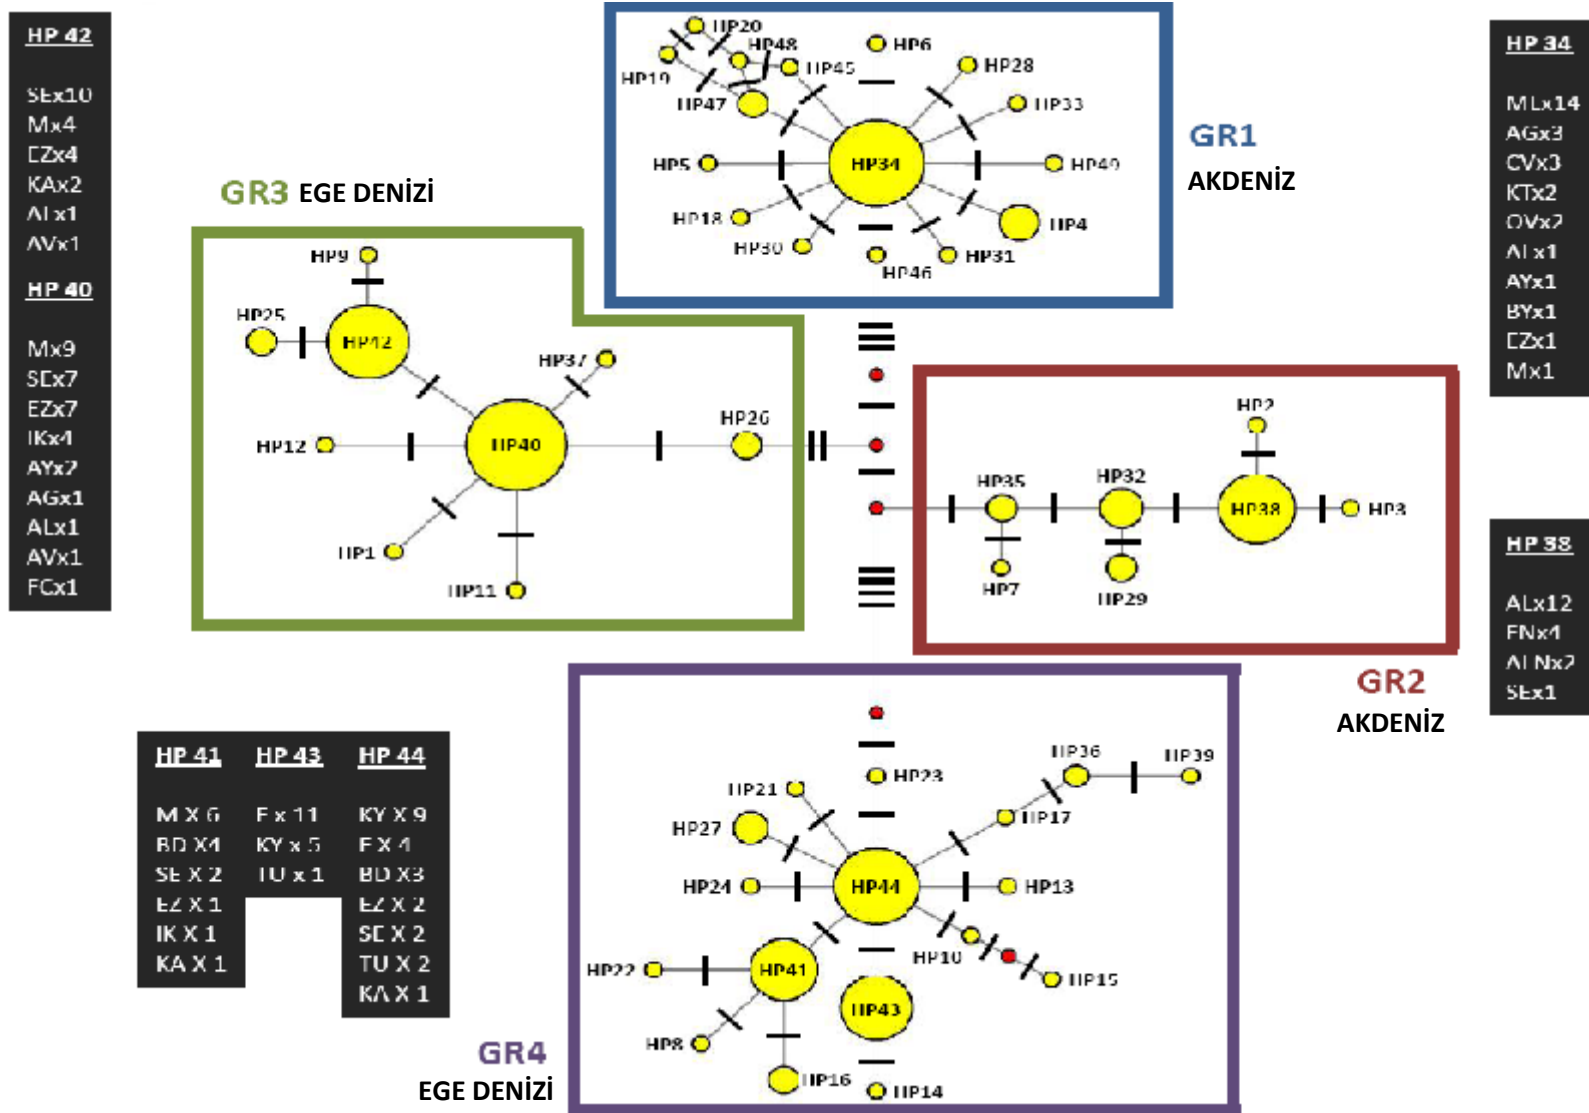 HP 42
SEx10
Mx4
EZx4
KAx2
ALx1
AVx1
HP 40
Mx9
SEx7
EZx7
IKx4
AYx2
AGx1
ALx1
AVx1
FCx1
GR3 EGE DENİZİ
HP9
HP25
HP42
HP37
HP26
HP12
HP40
HP1
HP11
HP20
HP48
HP6
HP19
HP45
HP28
HP47
HP33
HP5
HP34
HP49
HP18
HP4
HP30
HP46
HP31
GR1
AKDENİZ
HP 34
MLx14
AGx3
CVx3
KTx2
OVx2
ALx1
AYx1
BYx1
EZx1
Mx1
HP2
HP35
HP32
HP38
HP3
HP7
HP29
GR2
AKDENİZ
HP 38
ALx12
FNx4
ALNx2
SEx1
HP 41
M X 6
BD X4
SE X 2
EZ X 1
IK X 1
KA X 1
HP 43
F x 11
KY x 5
TU x 1
HP 44
KY X 9
F X 4
BD X3
EZ X 2
SE X 2
TU X 2
KA X 1
HP23
HP36
HP39
HP21
HP17
HP27
HP24
HP44
HP13
HP10
HP15
HP22
HP41
HP43
HP8
HP16
HP14
GR4
EGE DENİZİ